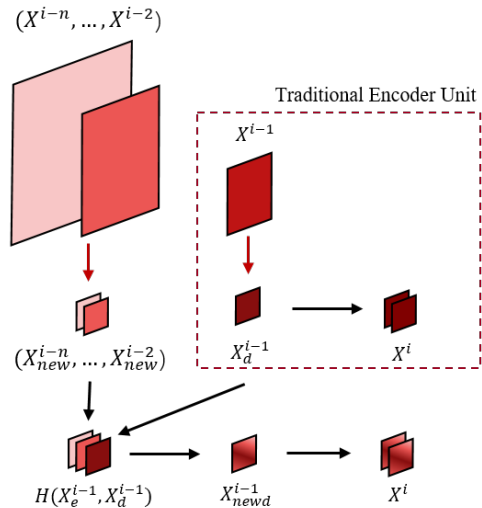 (X^{i-n}, ..., X^{i-2})
Traditional Encoder Unit
X^{i-1}
(X_{new}^{i-n}, ..., X_{new}^{i-2})
X_d^{i-1}
X^i
H(X_e^{i-1}, X_d^{i-1})
X_{newd}^{i-1}
X^i